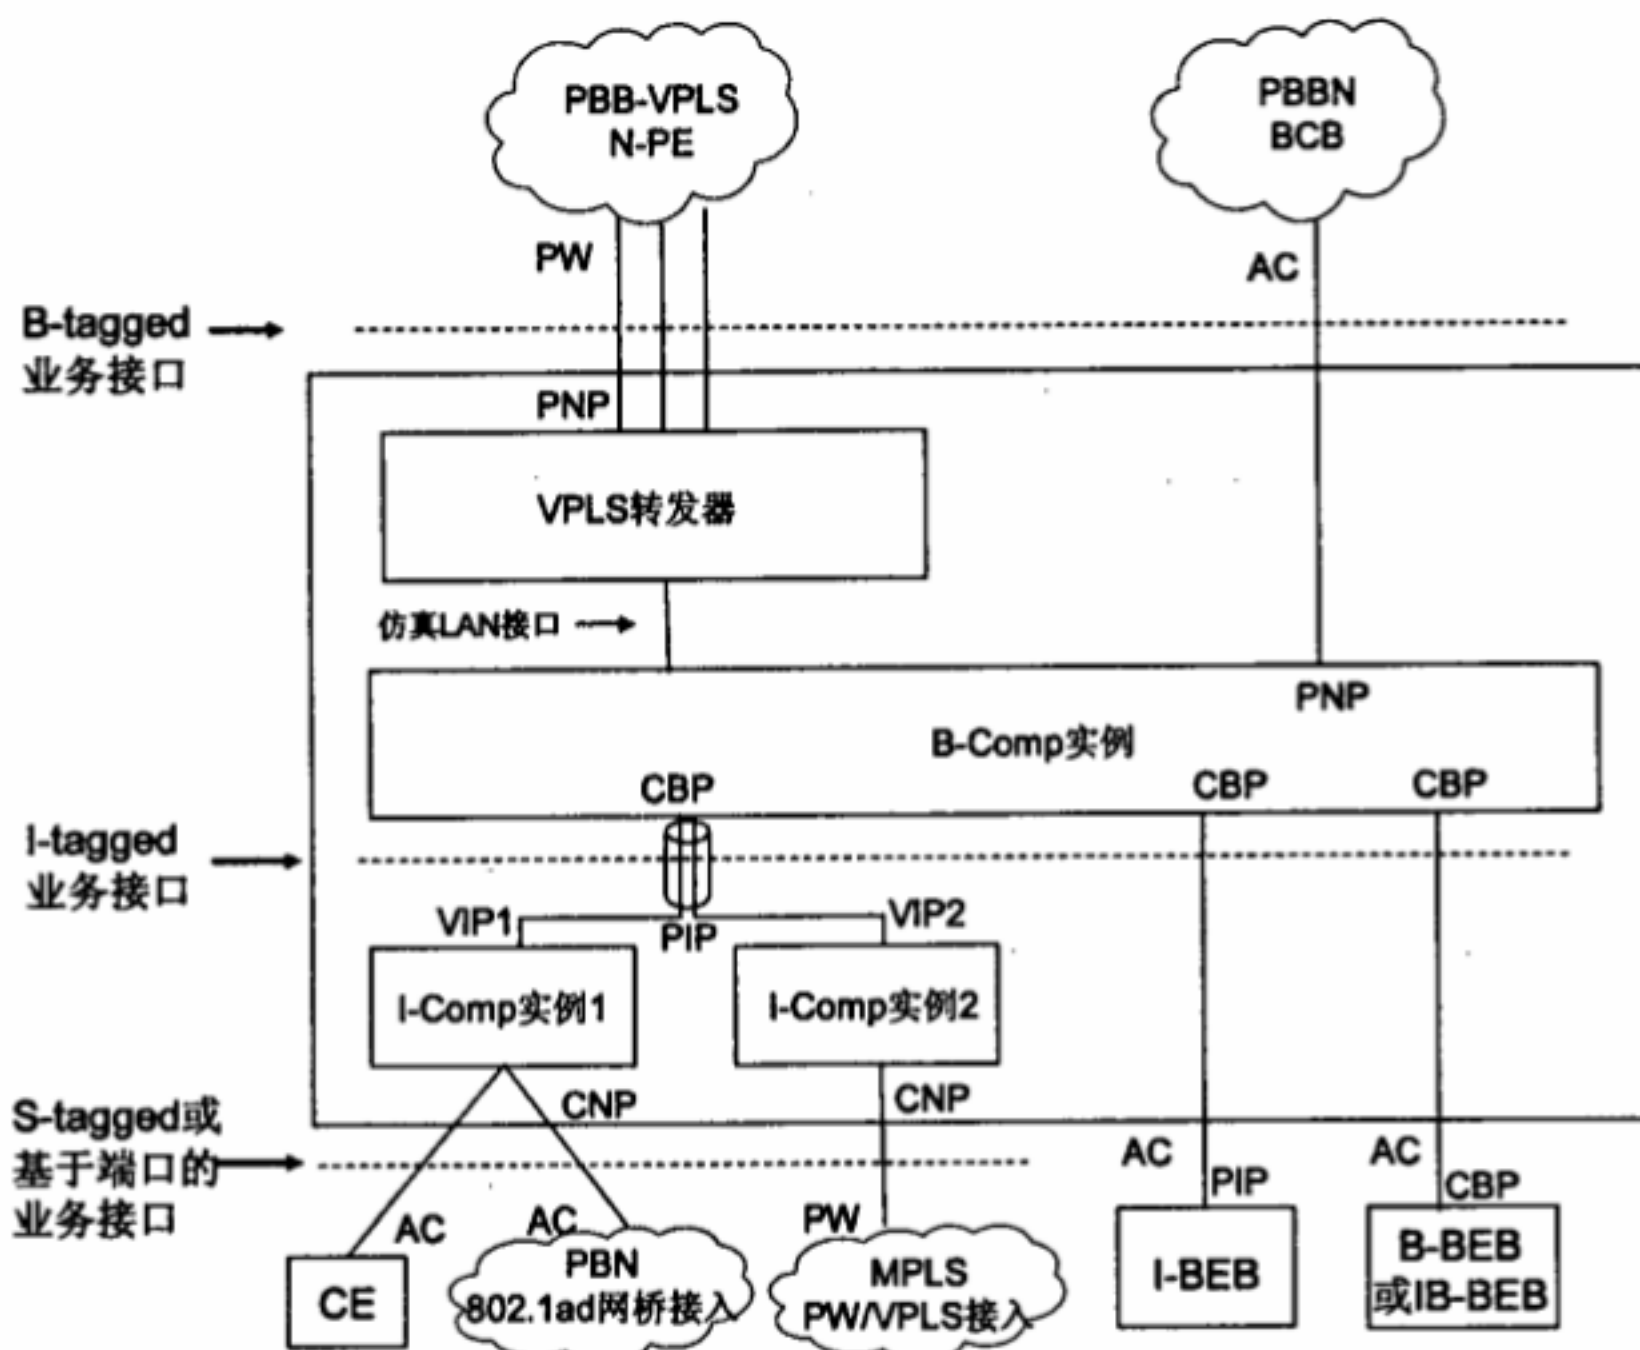 PBB-VPLS
N-PE
PBBN
BCB
PW
AC
B-tagged
业务接口
PNP
VPLS转发器
仿真LAN接口
PNP
B-Comp实例
CBP
CBP
CBP
I-tagged
业务接口
VIP1
PIP
VIP2
I-Comp实例1
I-Comp实例2
CNP
CNP
S-tagged或
基于端口的
业务接口
AC
AC
PIP
CBP
AC
AC
PW
CE
PBN
802.1ad网桥接入
MPLS
PW/VPLS接入
I-BEB
B-BEB
或IB-BEB